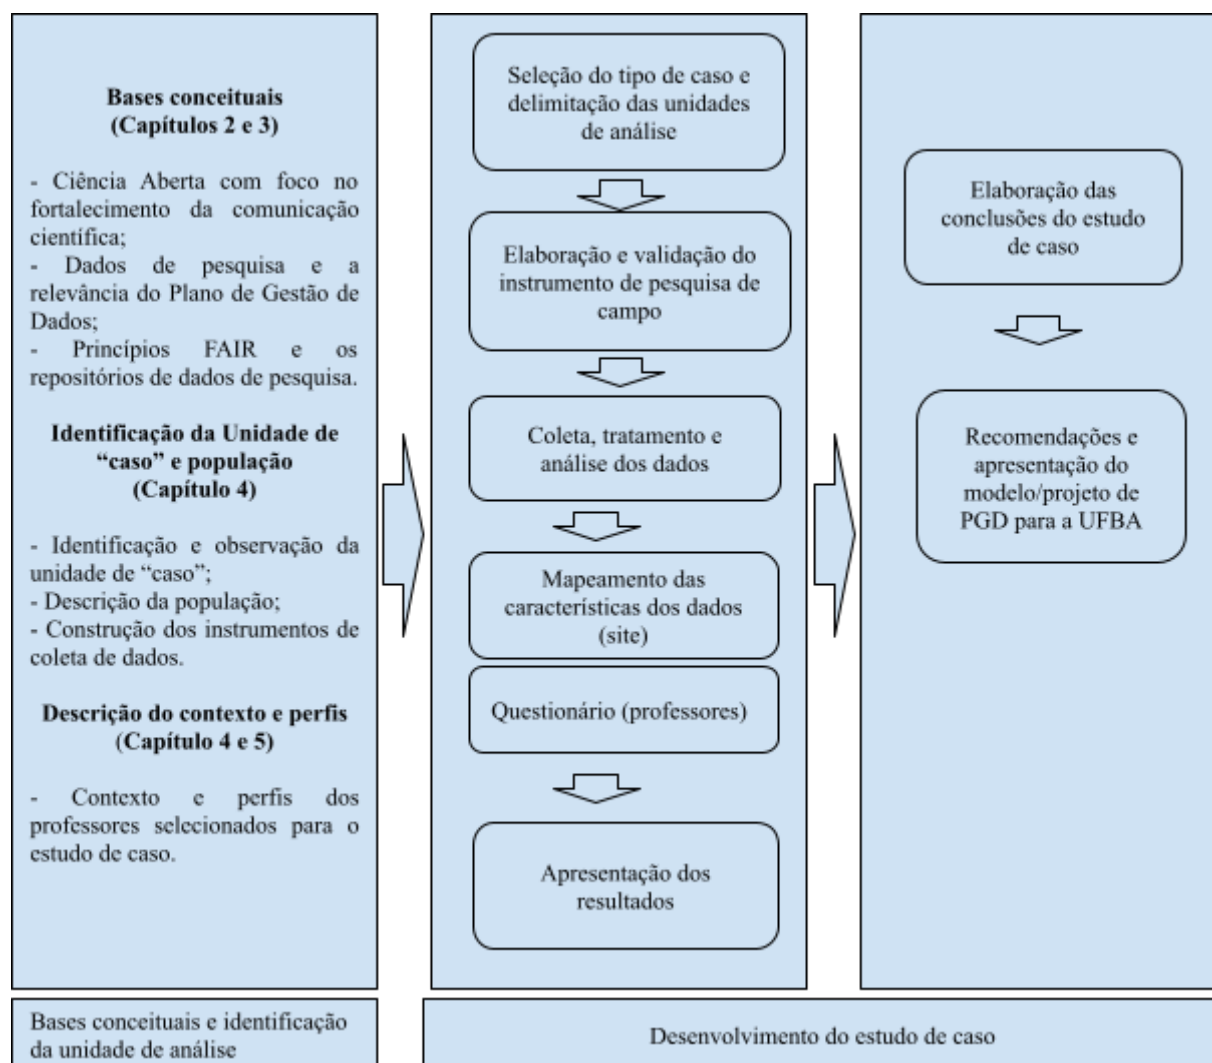 Bases conceituais
(Capítulos 2 e 3)
- Ciência Aberta com foco no
fortalecimento da comunicação
científica;
- Dados de pesquisa e a
relevância do Plano de Gestão de
Dados;
- Princípios FAIR e os
repositórios de dados de pesquisa.
Identificação da Unidade de
“caso” e população
(Capítulo 4)
- Identificação e observação da
unidade de “caso”;
- Descrição da população;
- Construção dos instrumentos de
coleta de dados.
Descrição do contexto e perfis
(Capítulo 4 e 5)
- Contexto e perfis dos
professores selecionados para o
estudo de caso.
Bases conceituais e identificação
da unidade de análise
Seleção do tipo de caso e
delimitação das unidades
de análise
Elaboração e validação do
instrumento de pesquisa de
campo
Coleta, tratamento e
análise dos dados
Mapeamento das
características dos dados
(site)
Questionário (professores)
Apresentação dos
resultados
Elaboração das
conclusões do estudo
de caso
Recomendações e
apresentação do
modelo/projeto de
PGD para a UFBA
Desenvolvimento do estudo de caso